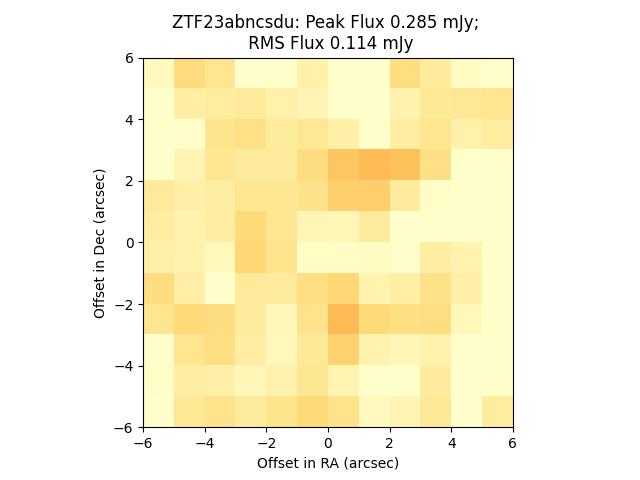 ZTF23abncsdu: Peak Flux 0.285 mJy;
RMS Flux 0.114 mJy
6
4
2
0
−2
−4
−6
Offset in Dec (arcsec)
−6 −4 −2 0 2 4 6
Offset in RA (arcsec)